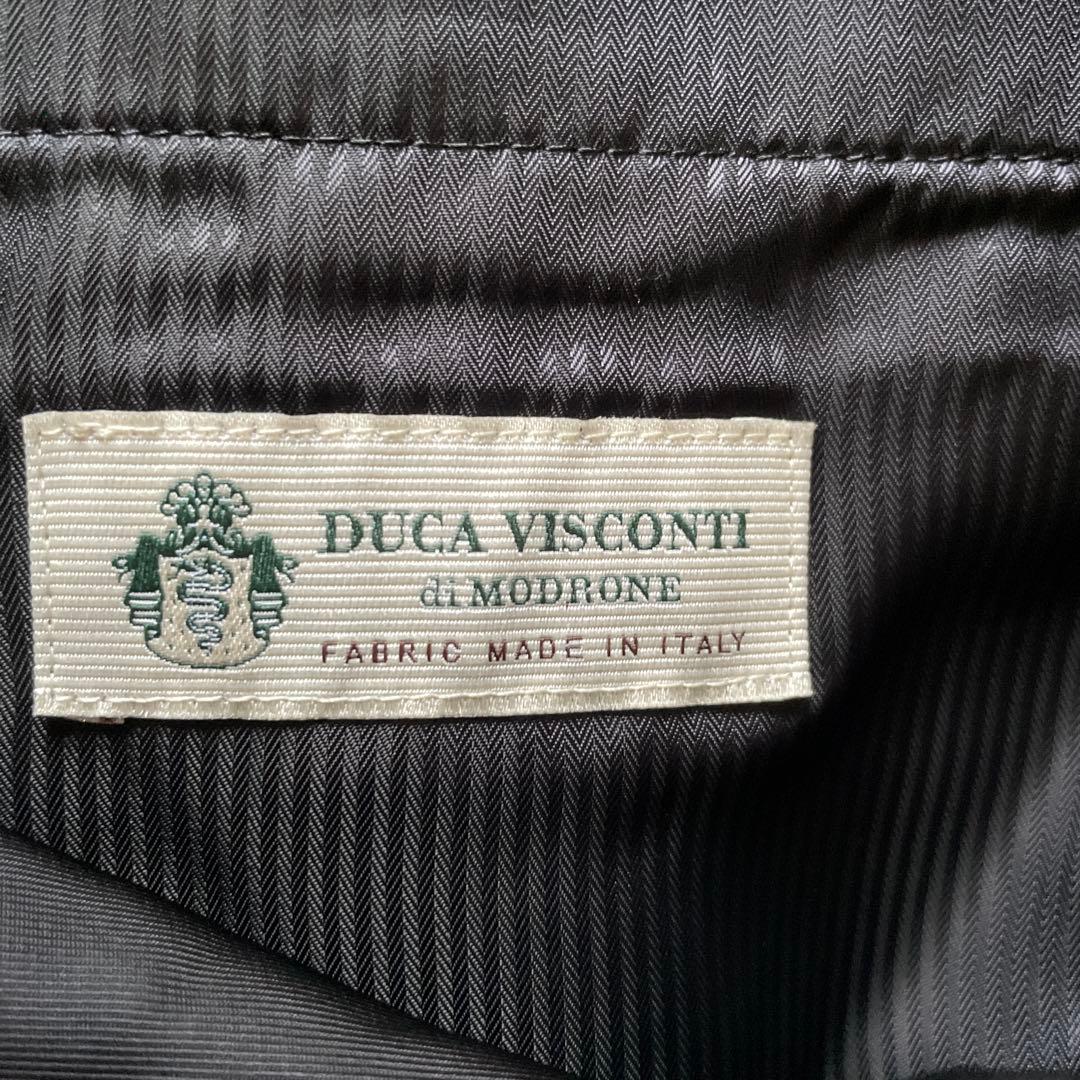 DUCA VISCONTI
di MODRONE
FABRIC MADE IN ITALY